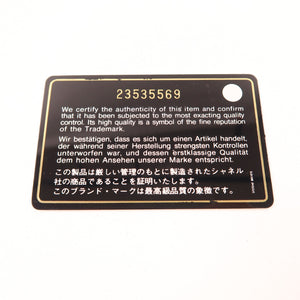 23535569
We certify the authenticity of this item and confirm
that it has been subjected to the most exacting quality
control. Its high quality is a symbol of the fine reputation
of the Trademark.
Wir bestätigen, dass es sich um einen Artikel handelt,
der während seiner Herstellung strengsten Kontrollen
unterworfen war, und dessen erstklassige Qualität
dem hohen Ansehen unserer Marke entspricht.
この製品は厳しい管理のもとに製造されたシャネル
社の商品であることを証明いたします。
このブランド・マークは最高級品質の象徴です。